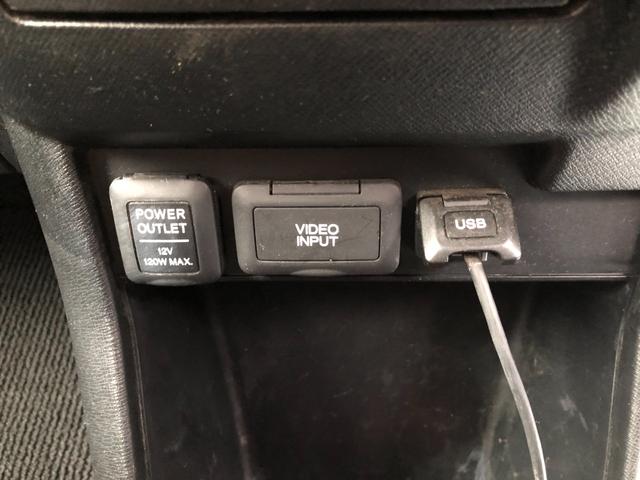 POWER
OUTLET
12V
120W MAX.
VIDEO
INPUT
USB